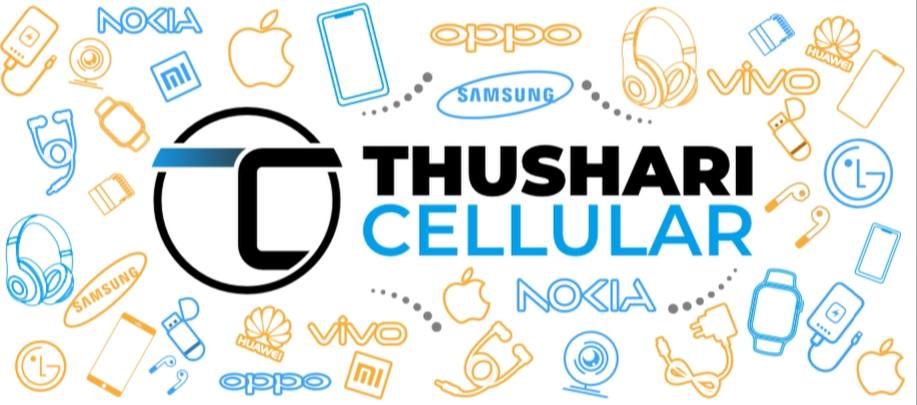 NOKIA
oppo
SAMSUNG
HUAWEI
vivo
mi
THUSHARI
CELLULAR
LG
SAMSUNG
NOKIA
HUAWEI
vivo
LG
oppo
mi